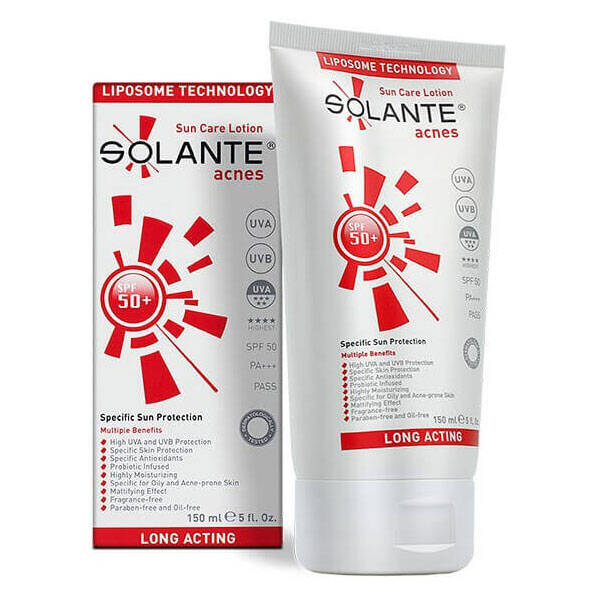 LIPOSOME TECHNOLOGY
Sun Care Lotion
SOLANTE®
acnes
UVA
UVB
UVA
SPF
50+
HIGHEST
SPF 50
PA+++
PASS
DERMATOLOGICALLY TESTED
Specific Sun Protection
Multiple Benefits
High UVA and UVB Protection
Specific Skin Protection
Specific Antioxidants
Probiotic Infused
Highly Moisturizing
Specific for Oily and Acne-prone Skin
Mattifying Effect
Fragrance-free
Paraben-free and Oil-free
150 ml ℮ 5 fl. Oz.
LONG ACTING
LIPOSOME TECHNOLOGY
Sun Care Lotion
SOLANTE®
acnes
UVA
UVB
UVA
SPF
50+
HIGHEST
SPF 50
PA+++
PASS
Specific Sun Protection
Multiple Benefits
High UVA and UVB Protection
Specific Skin Protection
Specific Antioxidants
Probiotic Infused
Highly Moisturizing
Specific for Oily and Acne-prone Skin
Mattifying Effect
Fragrance-free
Paraben-free and Oil-free
150 ml ℮ 5 fl. Oz.
LONG ACTING